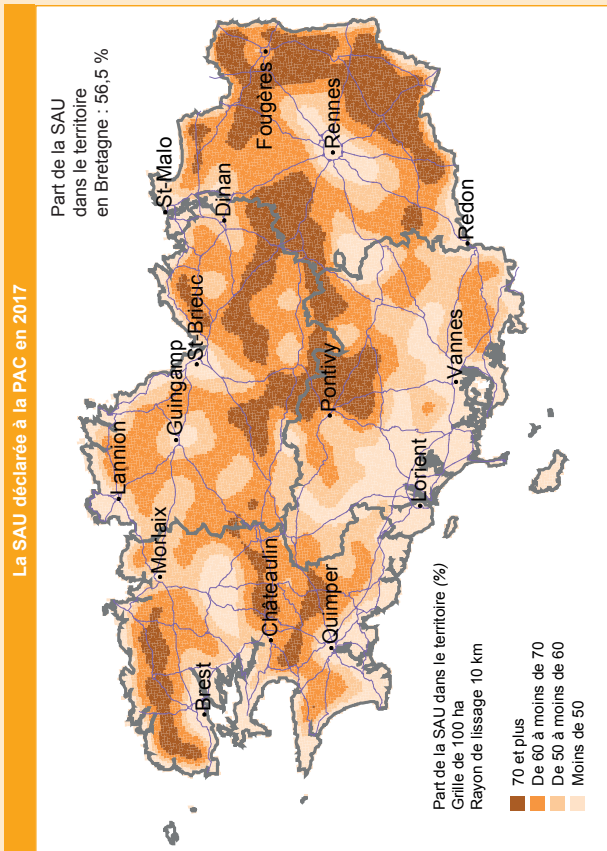 La SAU déclarée à la PAC en 2017
Part de la SAU
dans le territoire
en Bretagne : 56,5 %
St-Malo
Lannion
Dinan
Fougères
Guingamp
St-Brieuc
Morlaix
Rennes
Brest
Châteaulin
Pontivy
Quimper
Redon
Vannes
Lorient
Part de la SAU dans le territoire (%)
Grille de 100 ha
Rayon de lissage 10 km
70 et plus
De 60 à moins de 70
De 50 à moins de 60
Moins de 50